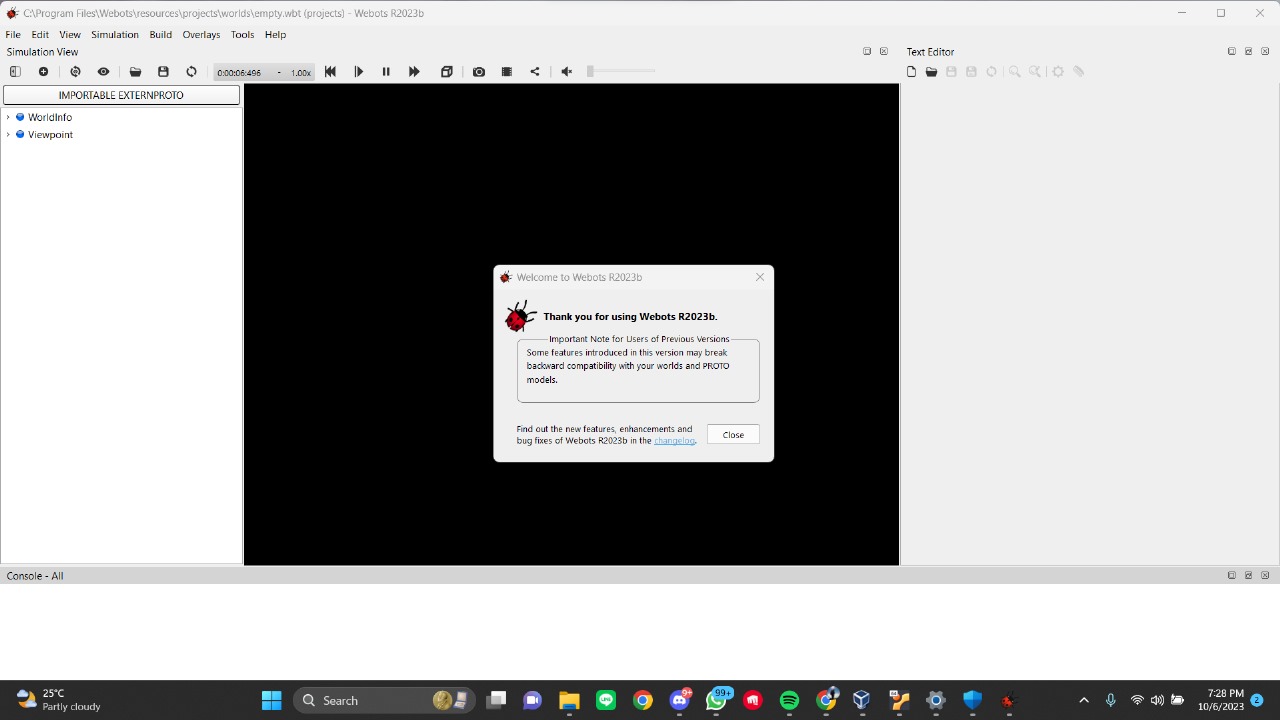 C:\Program Files\Webots\resources\projects\worlds\empty.wbt (projects) - Webots R2023b
File Edit View Simulation Build Overlays Tools Help
Simulation View
Text Editor
0:00:06:496 - 1.00x
IMPORTABLE EXTERNPROTO
WorldInfo
Viewpoint
Welcome to Webots R2023b
Thank you for using Webots R2023b.
Important Note for Users of Previous Versions
Some features introduced in this version may break
backward compatibility with your worlds and PROTO
models.
Find out the new features, enhancements and
bug fixes of Webots R2023b in the changelog.
Close
Console - All
25°C
Partly cloudy
Search
9+
99+
7:28 PM
10/6/2023
2